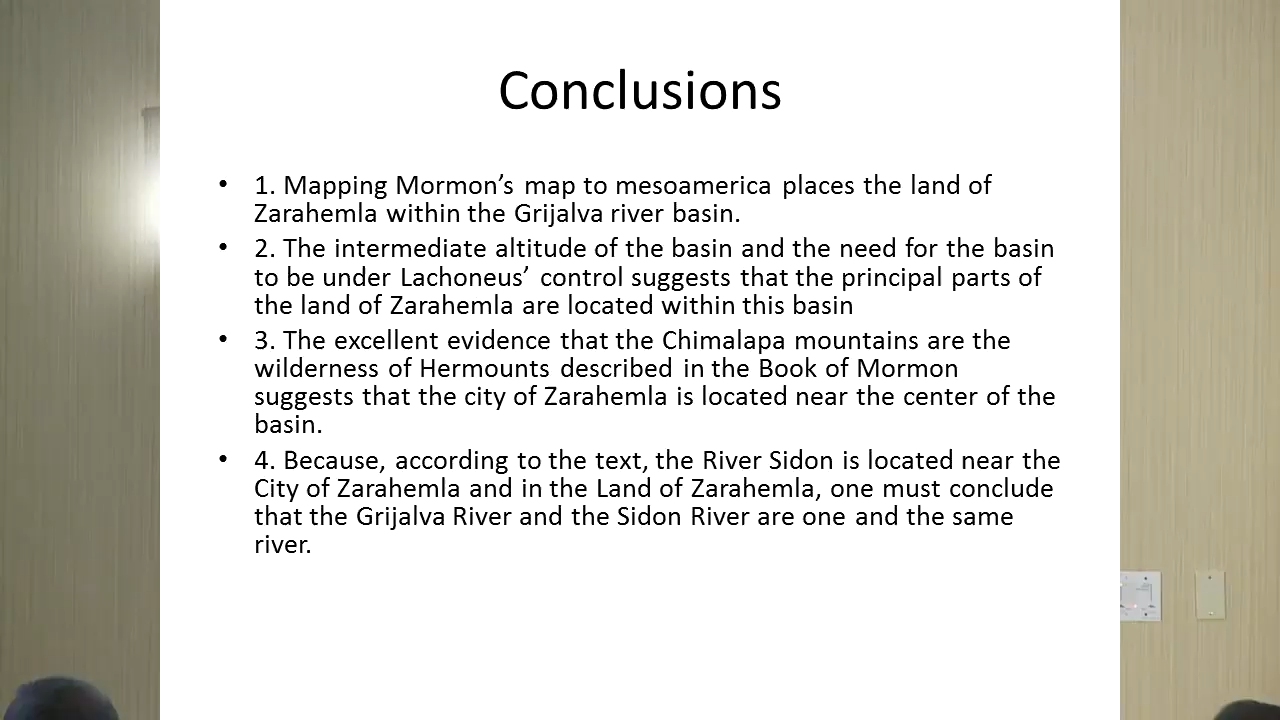 Conclusions
• 1. Mapping Mormon's map to mesoamerica places the land of
Zarahemla within the Grijalva river basin.
• 2. The intermediate altitude of the basin and the need for the basin
to be under Lachoneus' control suggests that the principal parts of
the land of Zarahemla are located within this basin
• 3. The excellent evidence that the Chimalapa mountains are the
wilderness of Hermounts described in the Book of Mormon
suggests that the city of Zarahemla is located near the center of the
basin.
• 4. Because, according to the text, the River Sidon is located near the
City of Zarahemla and in the Land of Zarahemla, one must conclude
that the Grijalva River and the Sidon River are one and the same
river.